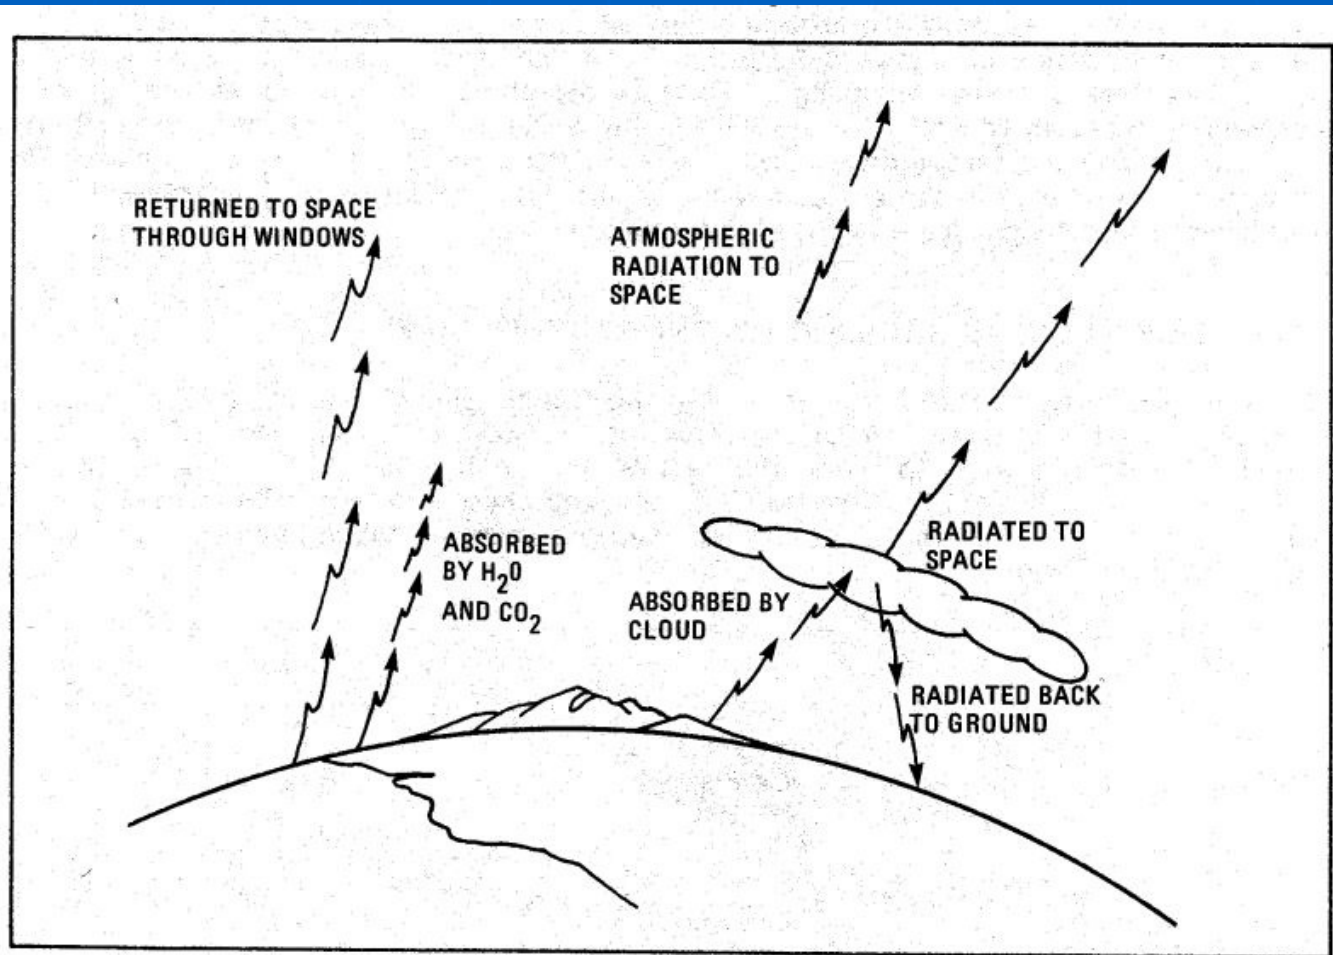 RETURNED TO SPACE
THROUGH WINDOWS
ATMOSPHERIC
RADIATION TO
SPACE
ABSORBED
BY H₂O
AND CO₂
RADIATED TO
SPACE
ABSORBED BY
CLOUD
RADIATED BACK
TO GROUND